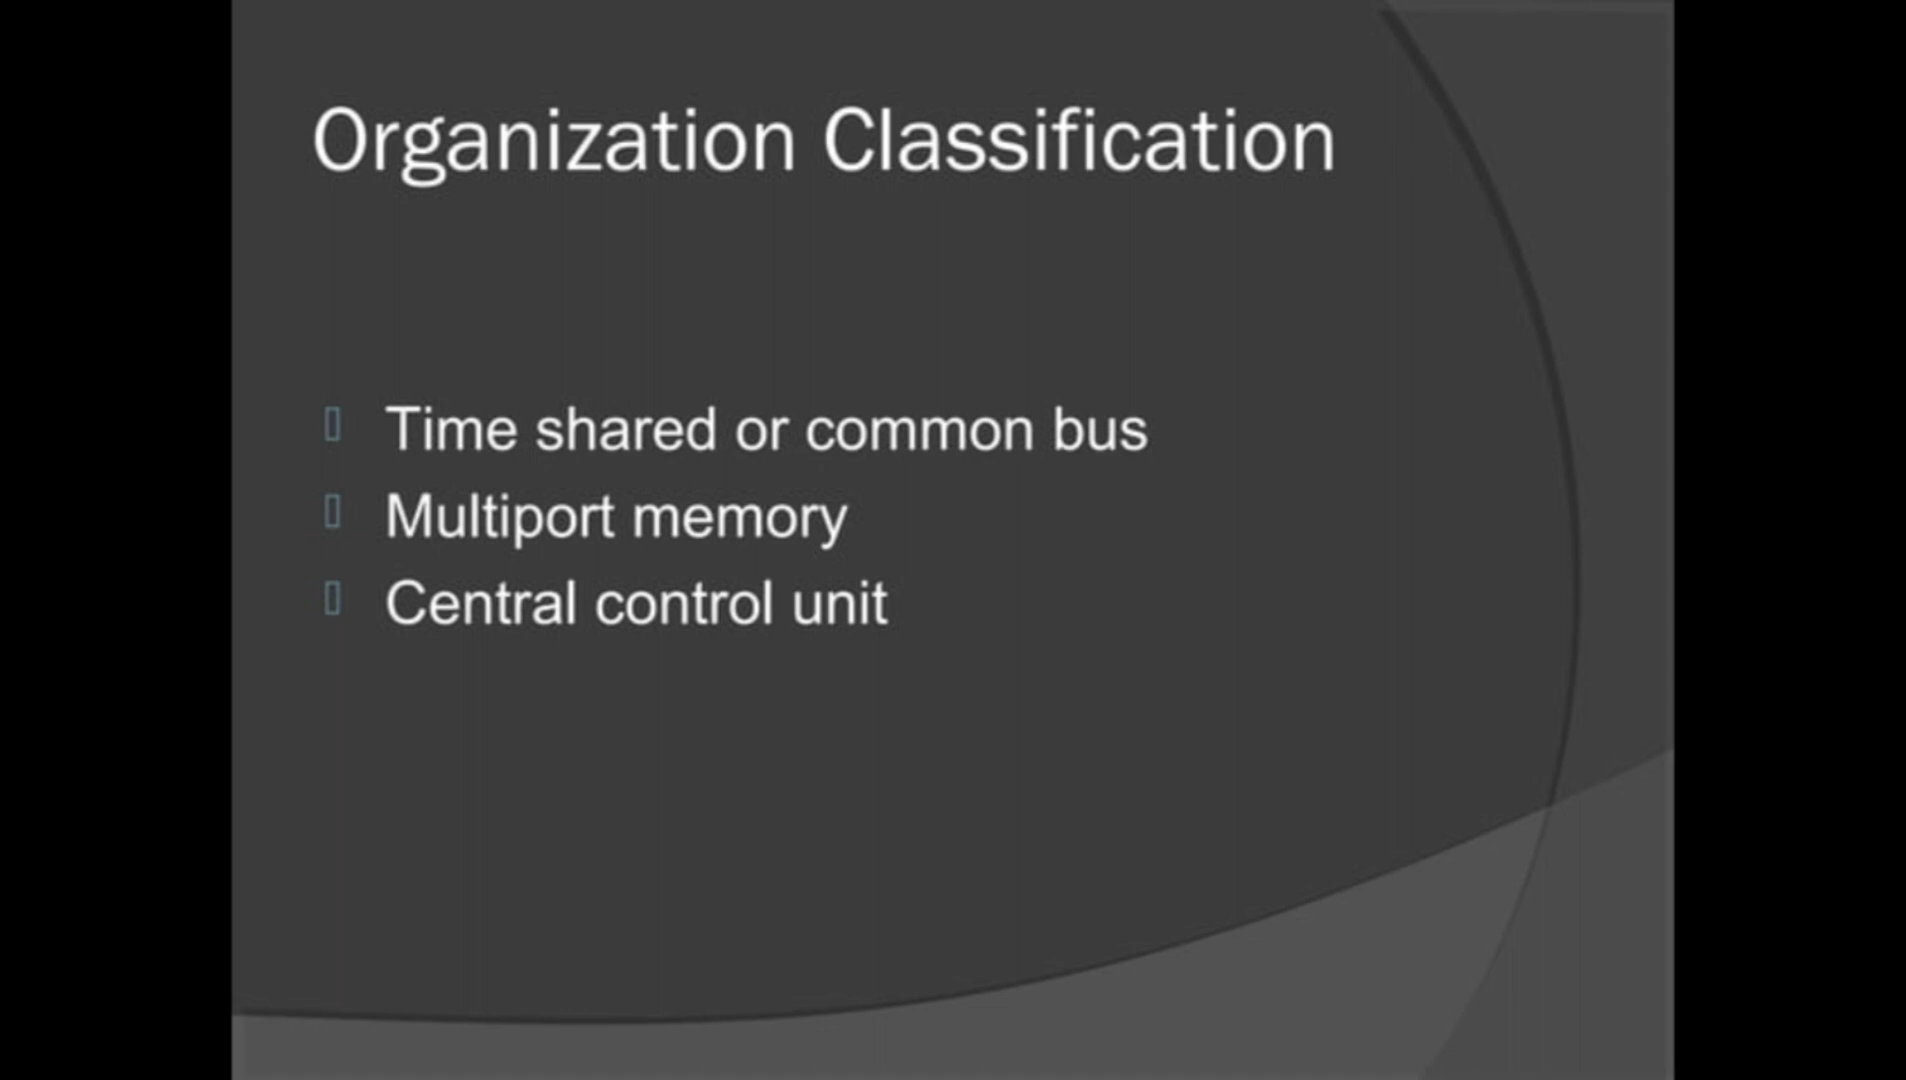 Organization Classification
Time shared or common bus
Multiport memory
Central control unit